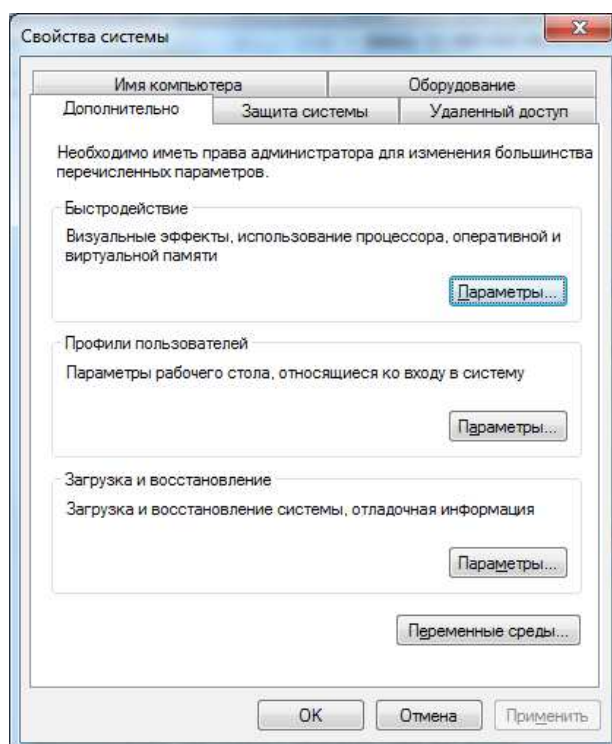 Свойства системы
Имя компьютера
Оборудование
Дополнительно
Защита системы
Удаленный доступ
Необходимо иметь права администратора для изменения большинства
перечисленных параметров.
Быстродействие
Визуальные эффекты, использование процессора, оперативной и
виртуальной памяти
Параметры...
Профили пользователей
Параметры рабочего стола, относящиеся ко входу в систему
Параметры...
Загрузка и восстановление
Загрузка и восстановление системы, отладочная информация
Параметры...
Переменные среды...
ОК
Отмена
Применить